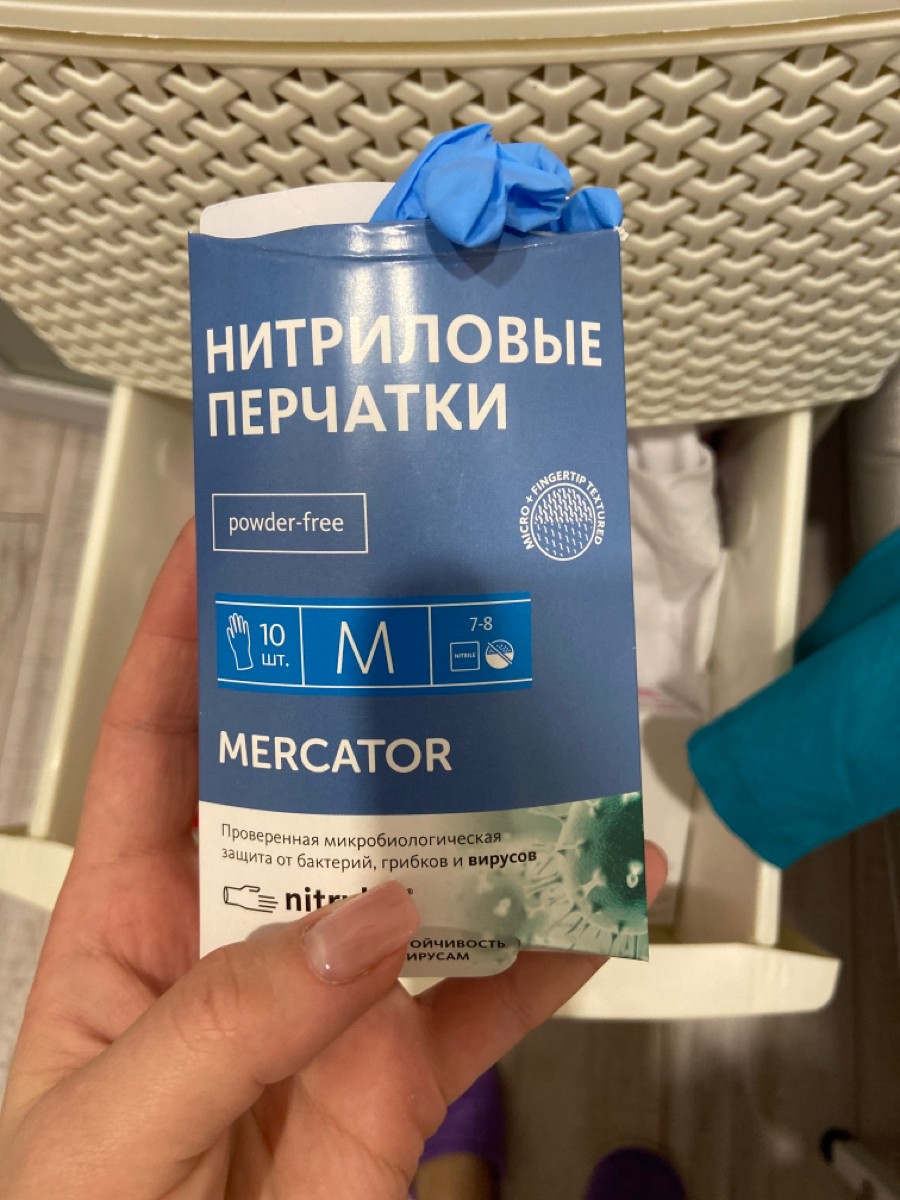 НИТРИЛОВЫЕ
ПЕРЧАТКИ
MICRO + FINGERTIP TEXTURED
powder-free
10
шт.
M
7-8
NITRILE
MERCATOR
Проверенная микробиологическая
защита от бактерий, грибков и вирусов